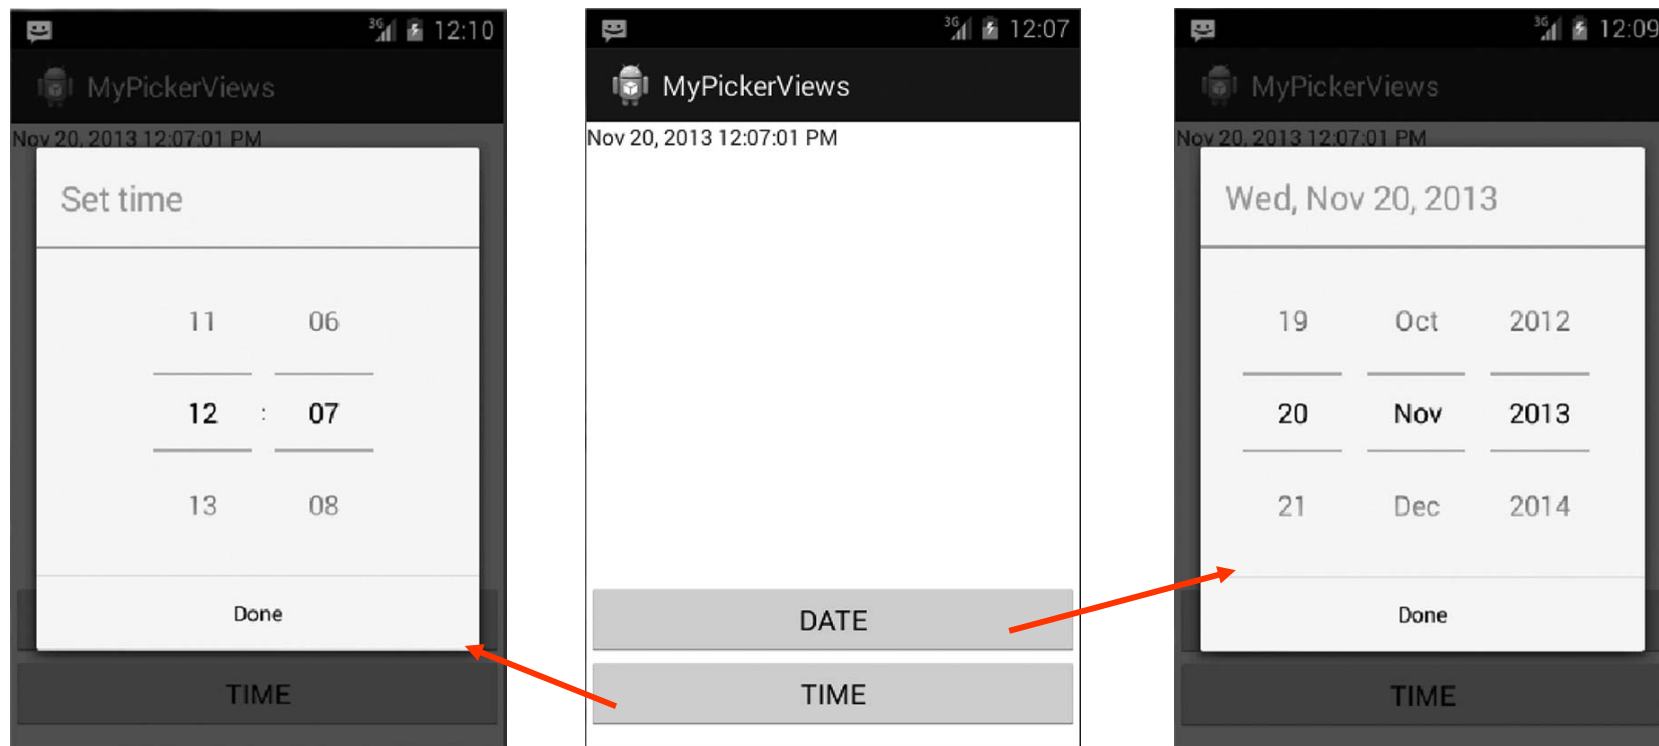 3G 12:10
MyPickerViews
Nov 20, 2013 12:07:01 PM
Set time
11 06
12 : 07
13 08
Done
TIME
3G 12:07
MyPickerViews
Nov 20, 2013 12:07:01 PM
DATE
TIME
3G 12:09
MyPickerViews
Nov 20, 2013 12:07:01 PM
Wed, Nov 20, 2013
19 Oct 2012
20 Nov 2013
21 Dec 2014
Done
TIME